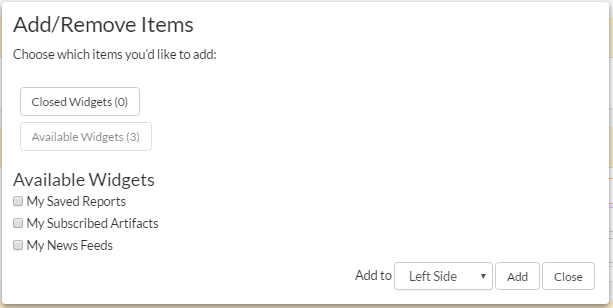 Add/Remove Items
Choose which items you'd like to add:
Closed Widgets (0)
Available Widgets (3)
Available Widgets
My Saved Reports
My Subscribed Artifacts
My News Feeds
Add to Left Side Add Close